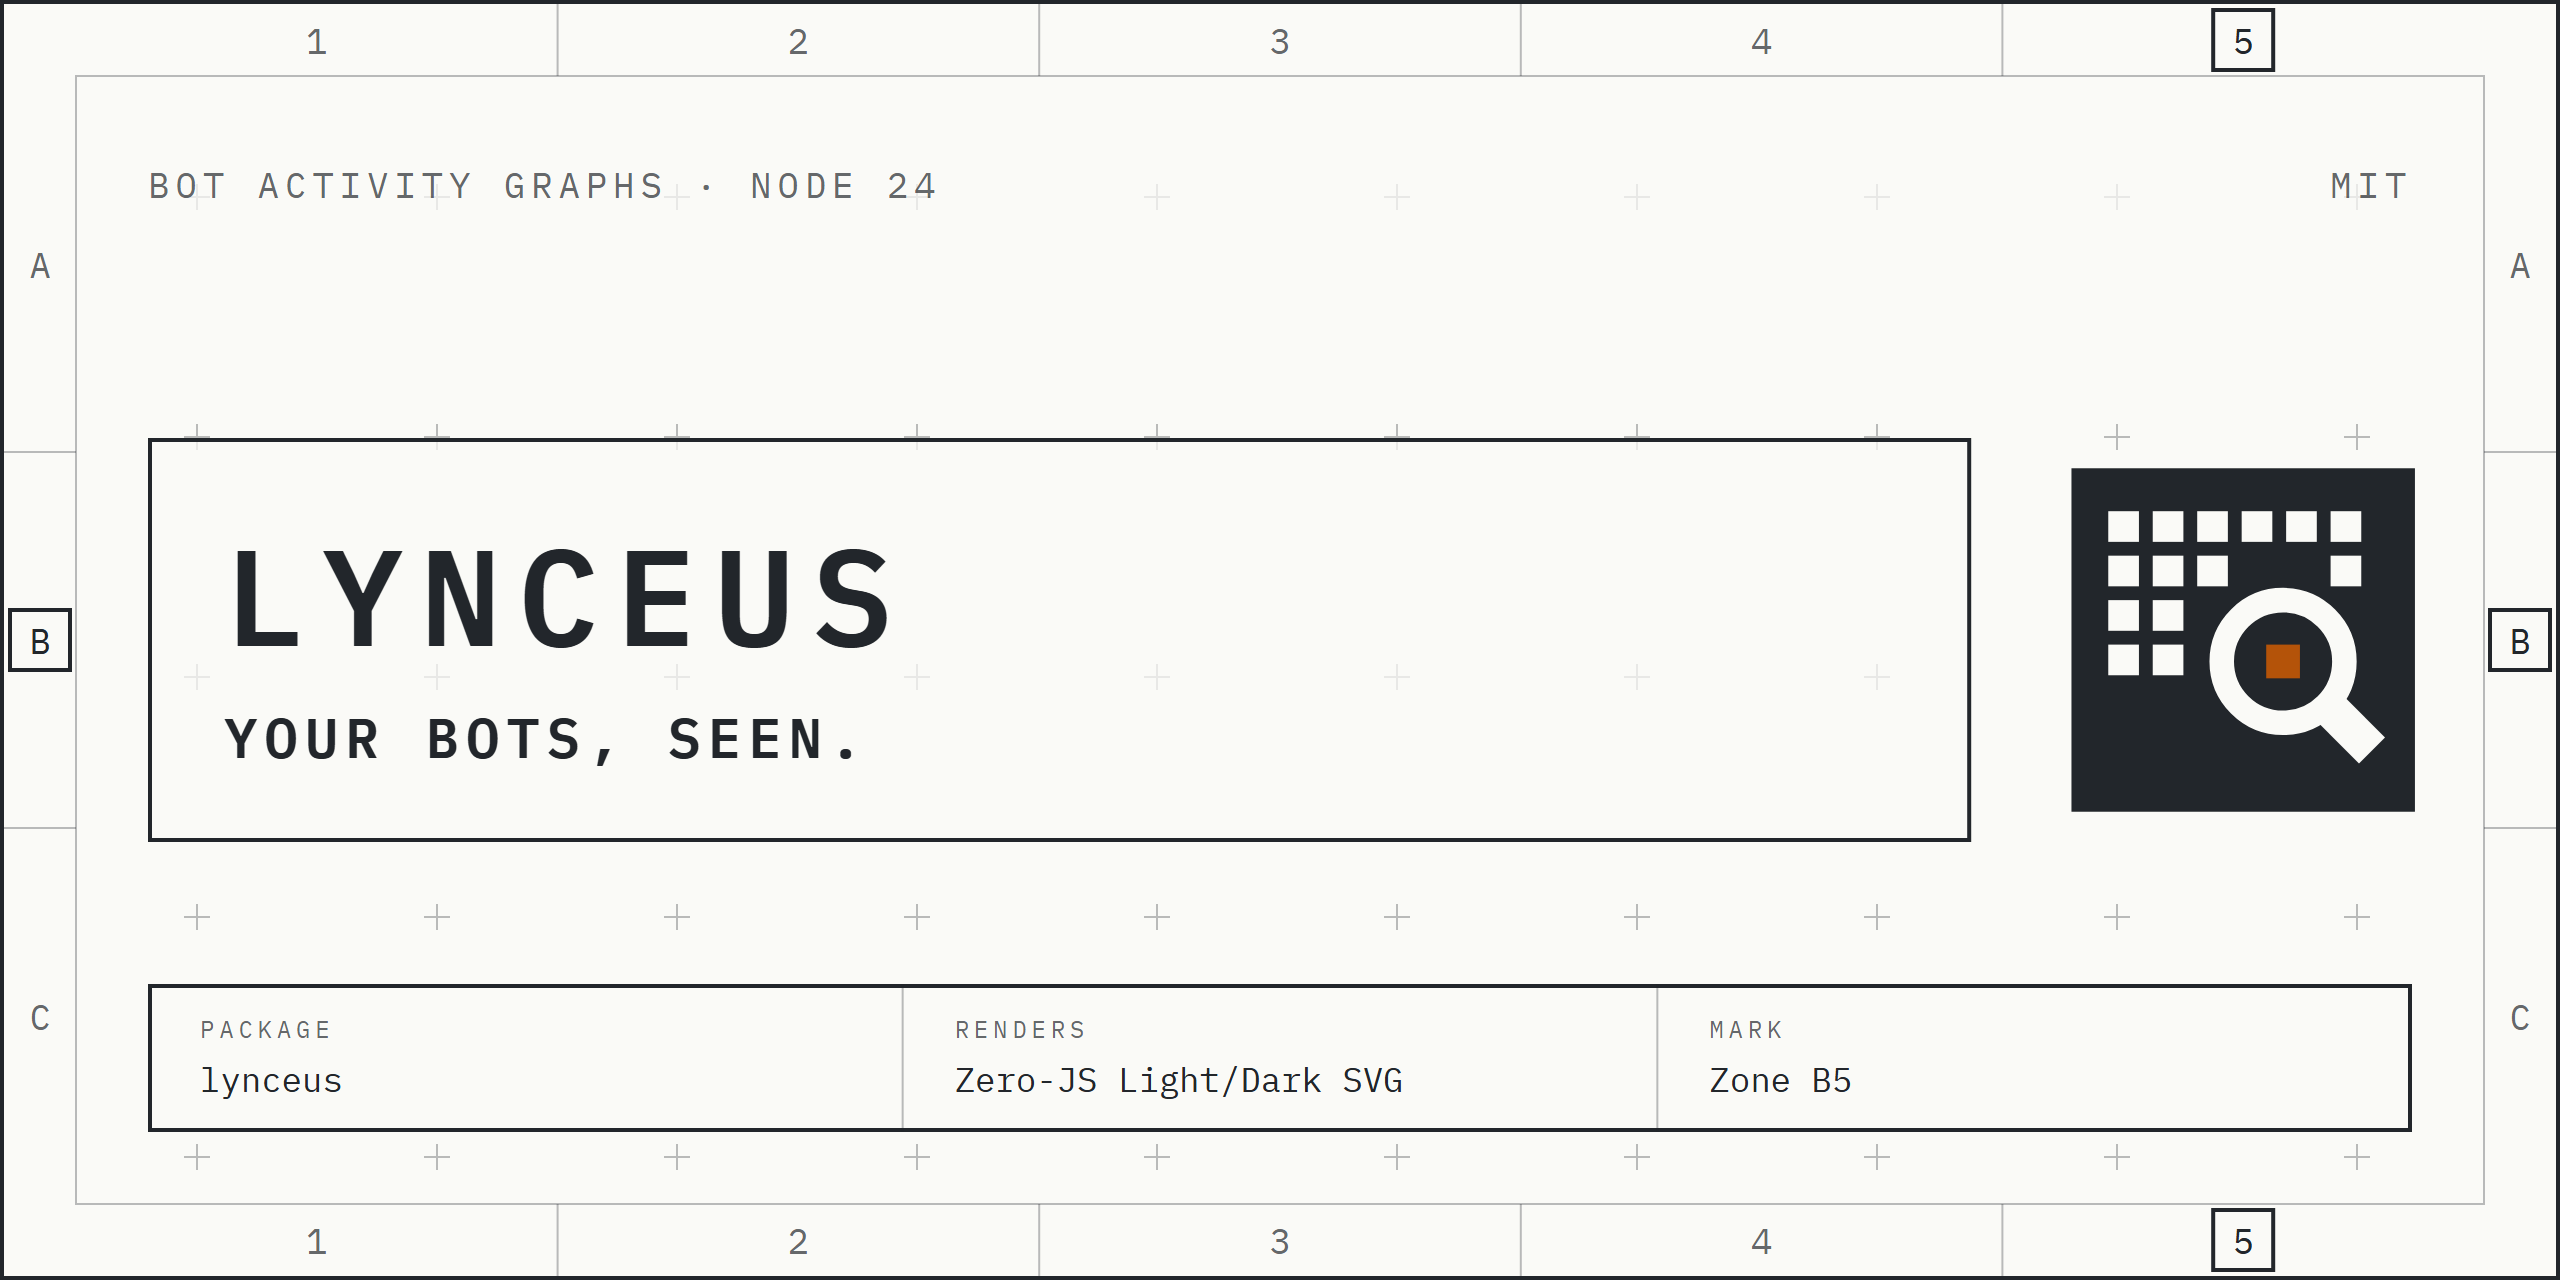 1 2 3 4 5
BOT ACTIVITY GRAPHS · NODE 24 MIT
A A
LYNCEUS
B B
YOUR BOTS, SEEN.
C C
PACKAGE RENDERS MARK
lynceus Zero-JS Light/Dark SVG Zone B5
1 2 3 4 5